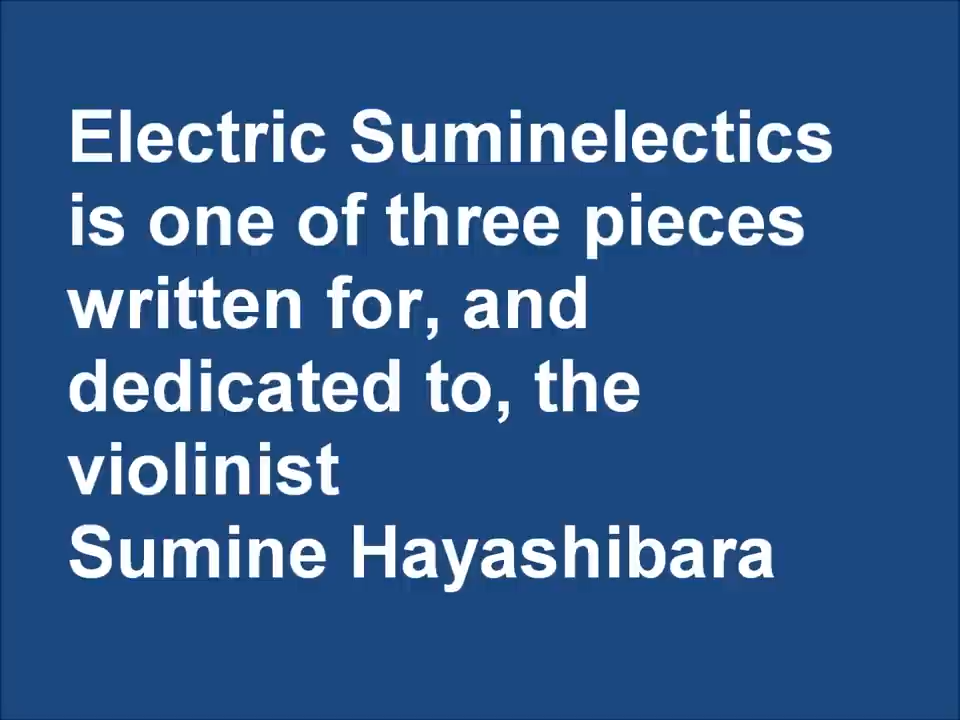 Electric Suminelectics
is one of three pieces
written for, and
dedicated to, the
violinist
Sumine Hayashibara